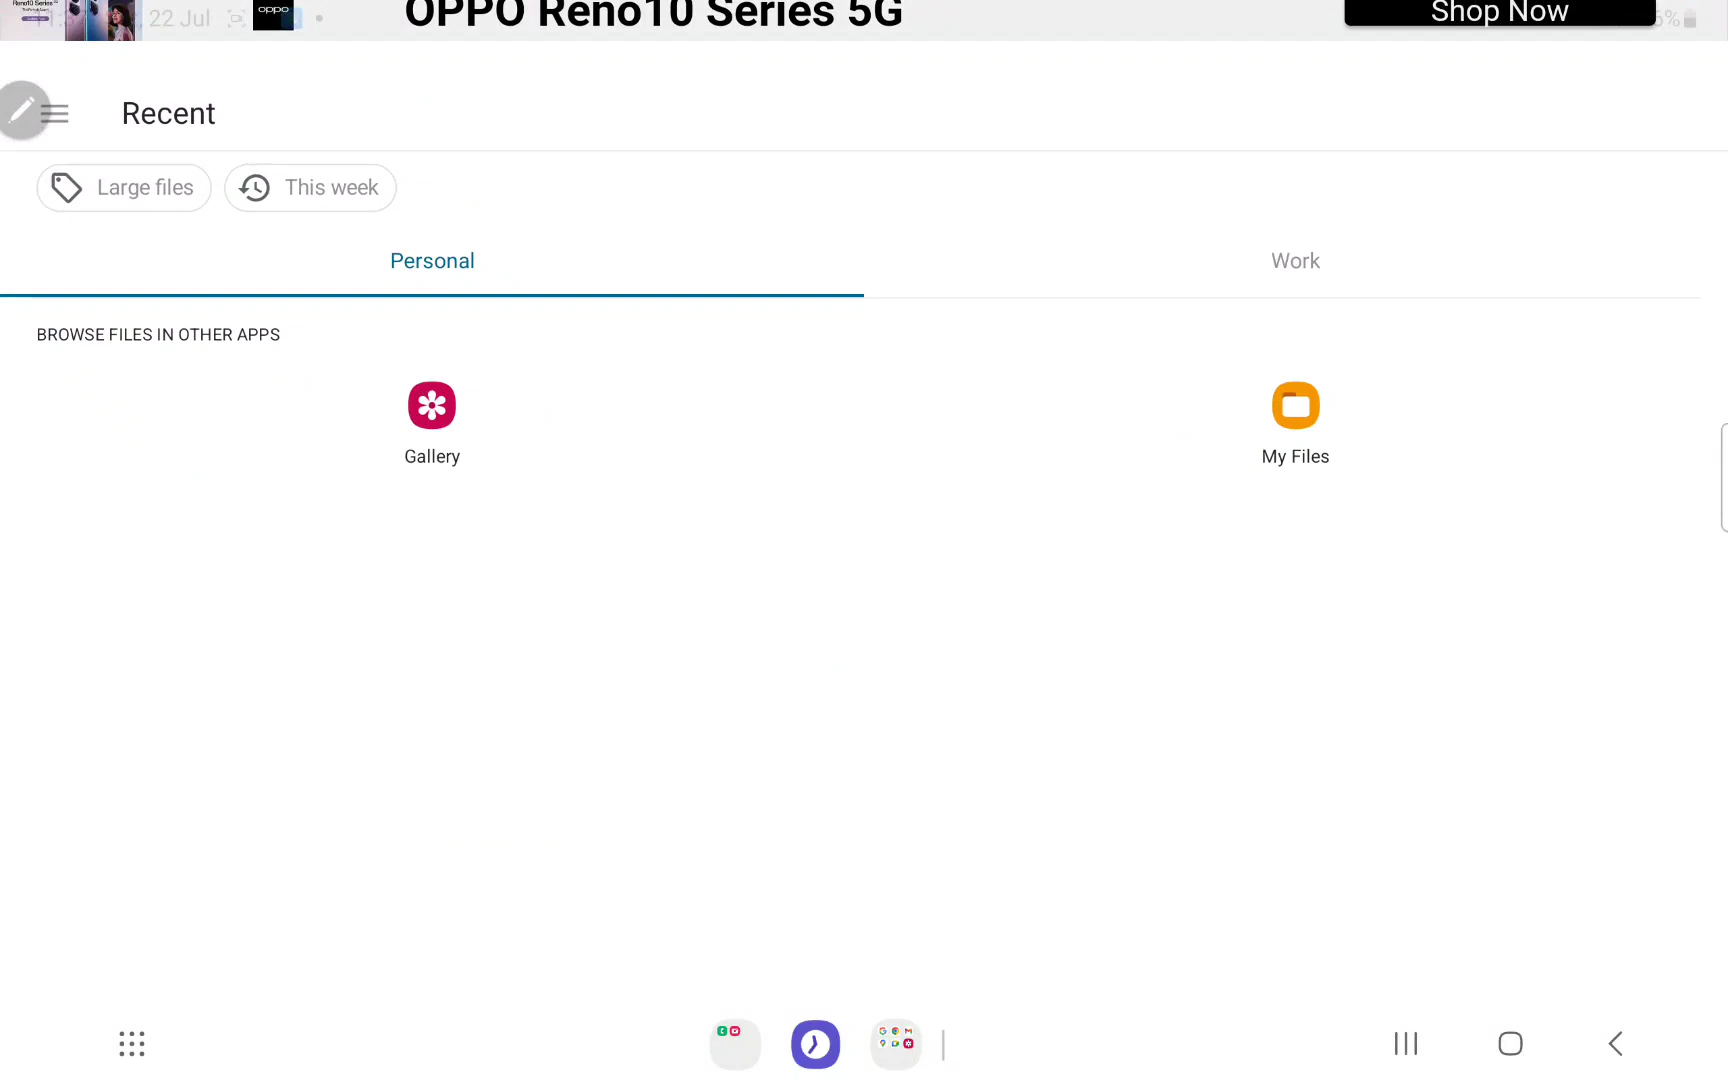 22 Jul
oppo
OPPO Reno10 Series 5G
Shop Now
Recent
Large files
This week
Personal
Work
BROWSE FILES IN OTHER APPS
Gallery
My Files